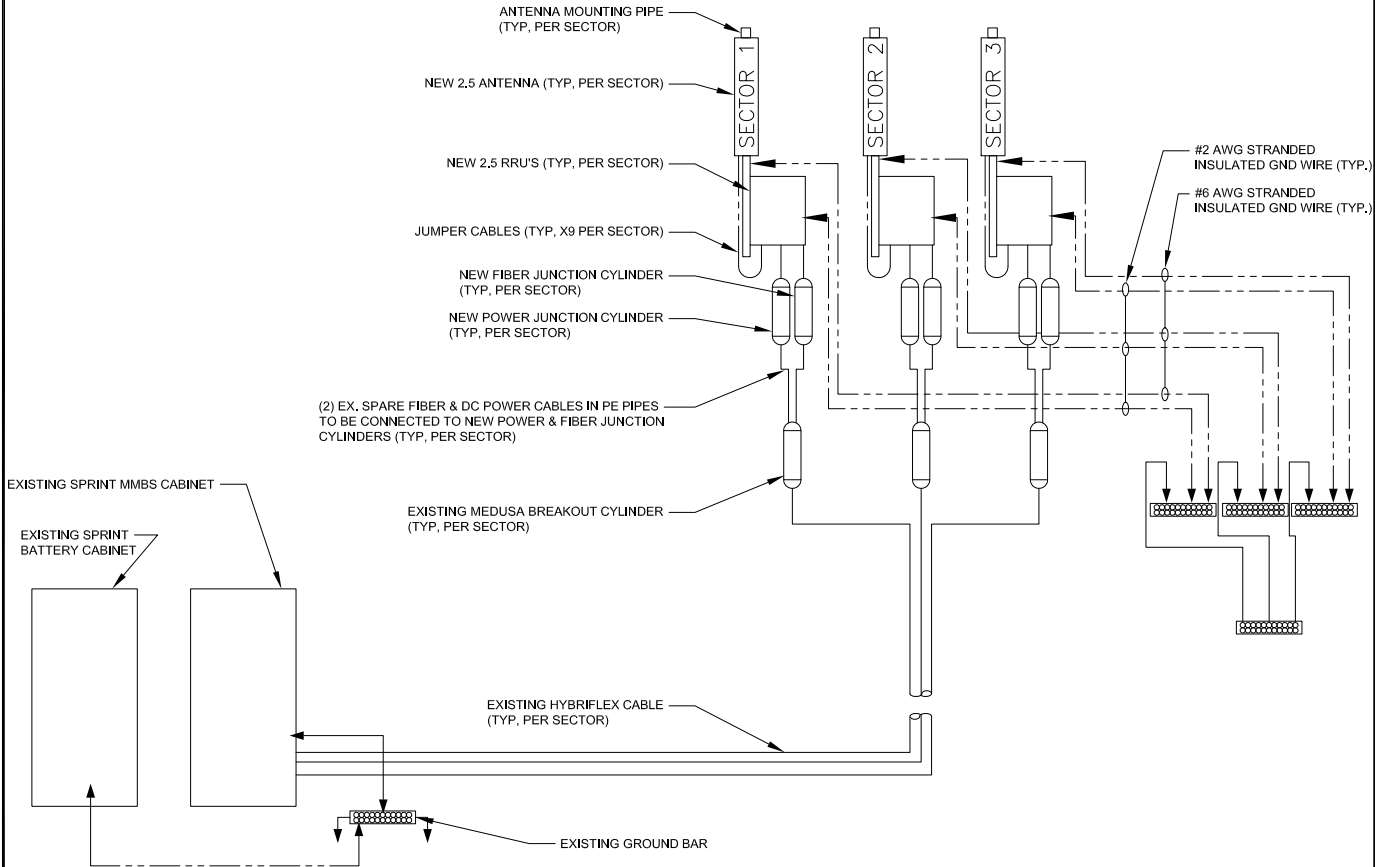 ANTENNA MOUNTING PIPE
(TYP, PER SECTOR)
NEW 2.5 ANTENNA (TYP, PER SECTOR)
SECTOR 1
SECTOR 2
SECTOR 3
NEW 2.5 RRU'S (TYP, PER SECTOR)
#2 AWG STRANDED
INSULATED GND WIRE (TYP.)
#6 AWG STRANDED
INSULATED GND WIRE (TYP.)
JUMPER CABLES (TYP, X9 PER SECTOR)
NEW FIBER JUNCTION CYLINDER
(TYP, PER SECTOR)
NEW POWER JUNCTION CYLINDER
(TYP, PER SECTOR)
(2) EX. SPARE FIBER & DC POWER CABLES IN PE PIPES
TO BE CONNECTED TO NEW POWER & FIBER JUNCTION
CYLINDERS (TYP, PER SECTOR)
EXISTING SPRINT MMBS CABINET
EXISTING MEDUSA BREAKOUT CYLINDER
(TYP, PER SECTOR)
EXISTING SPRINT
BATTERY CABINET
EXISTING HYBRIFLEX CABLE
(TYP, PER SECTOR)
EXISTING GROUND BAR